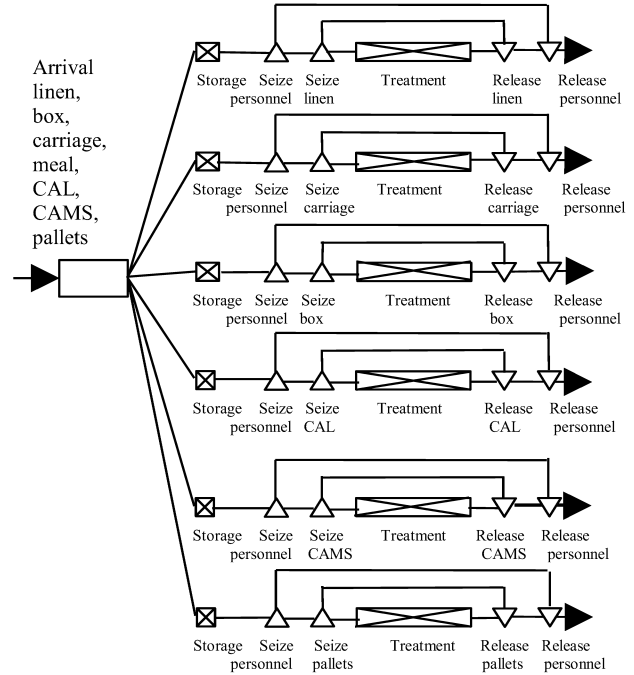 Arrival
linen,
box,
carriage,
meal,
CAL,
CAMS,
pallets
Storage Seize Seize Treatment Release Release
personnel linen linen personnel
Storage Seize Seize Treatment Release Release
personnel carriage carriage personnel
Storage Seize Seize Treatment Release Release
personnel box box personnel
Storage Seize Seize Treatment Release Release
personnel CAL CAL personnel
Storage Seize Seize Treatment Release Release
personnel CAMS CAMS personnel
Storage Seize Seize Treatment Release Release
personnel pallets pallets personnel